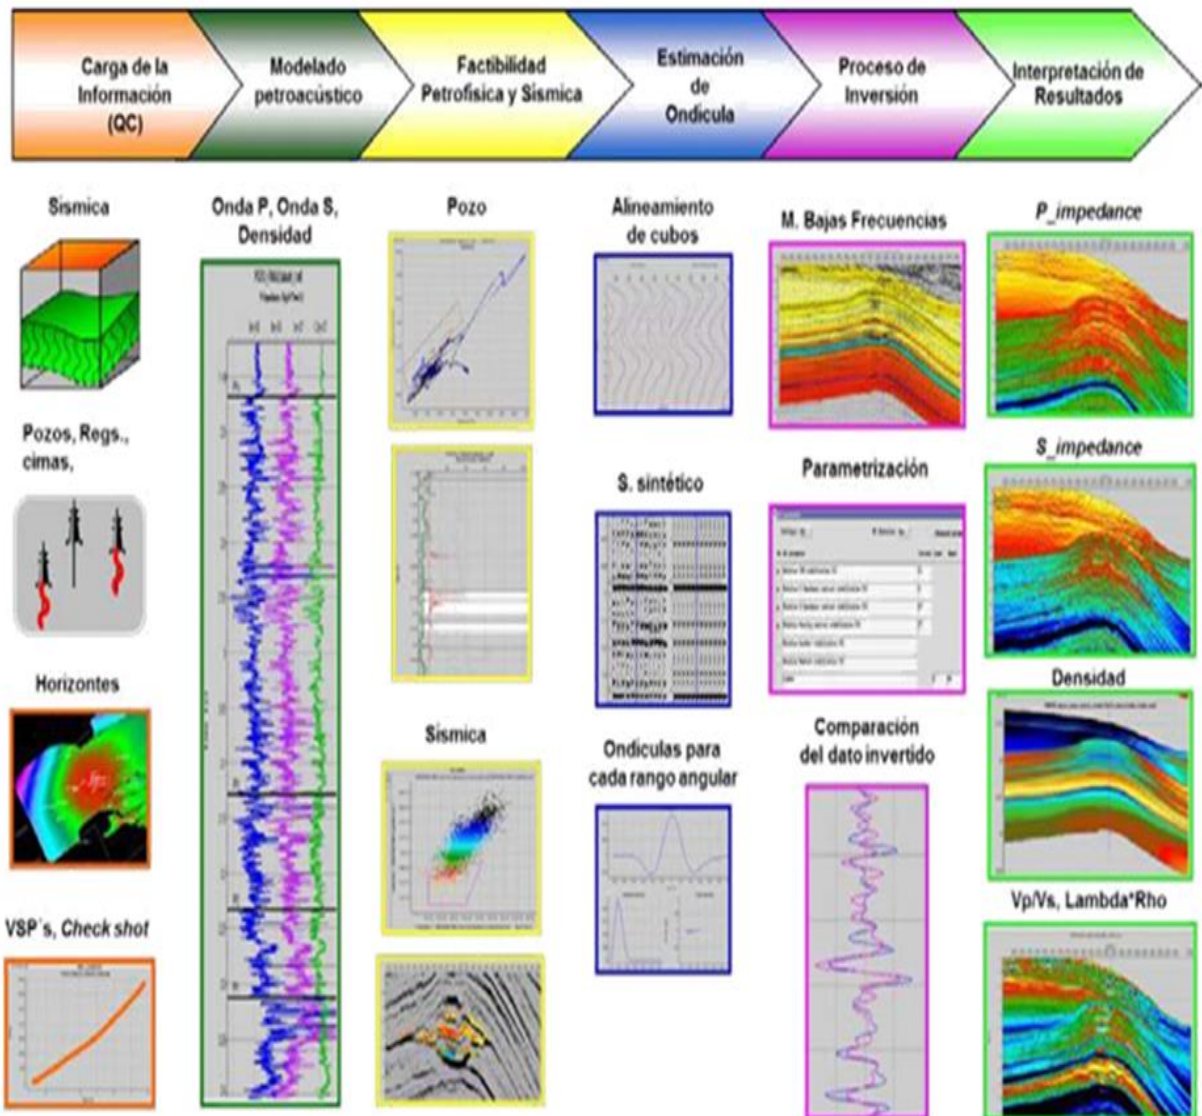 Carga de la
Información
(QC)
Modelado
petroacústico
Factibilidad
Petrofísica y Sísmica
Estimación
de
Ondícula
Proceso de
Inversión
Interpretación de
Resultados
Sísmica
Pozos, Regs.,
cimas,
Horizontes
VSP´s, Check shot
Onda P, Onda S,
Densidad
Pozo
Sísmica
Alineamiento
de cubos
S. sintético
Ondículas para
cada rango angular
M. Bajas Frecuencias
Parametrización
Comparación
del dato invertido
P_impedance
S_impedance
Densidad
Vp/Vs, Lambda*Rho